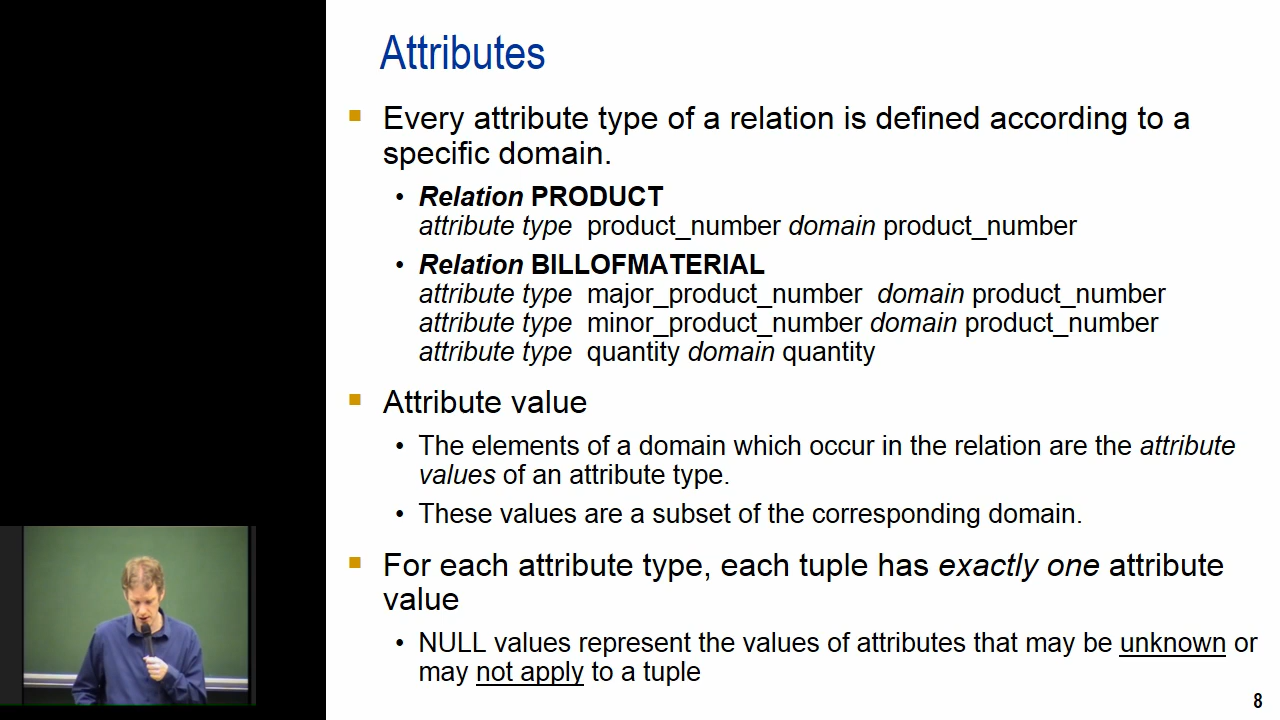 Attributes
Every attribute type of a relation is defined according to a
specific domain.
• Relation PRODUCT
attribute type product_number domain product_number
• Relation BILLOFMATERIAL
attribute type major_product_number domain product_number
attribute type minor_product_number domain product_number
attribute type quantity domain quantity
Attribute value
• The elements of a domain which occur in the relation are the attribute
values of an attribute type.
• These values are a subset of the corresponding domain.
For each attribute type, each tuple has exactly one attribute
value
• NULL values represent the values of attributes that may be unknown or
may not apply to a tuple
8